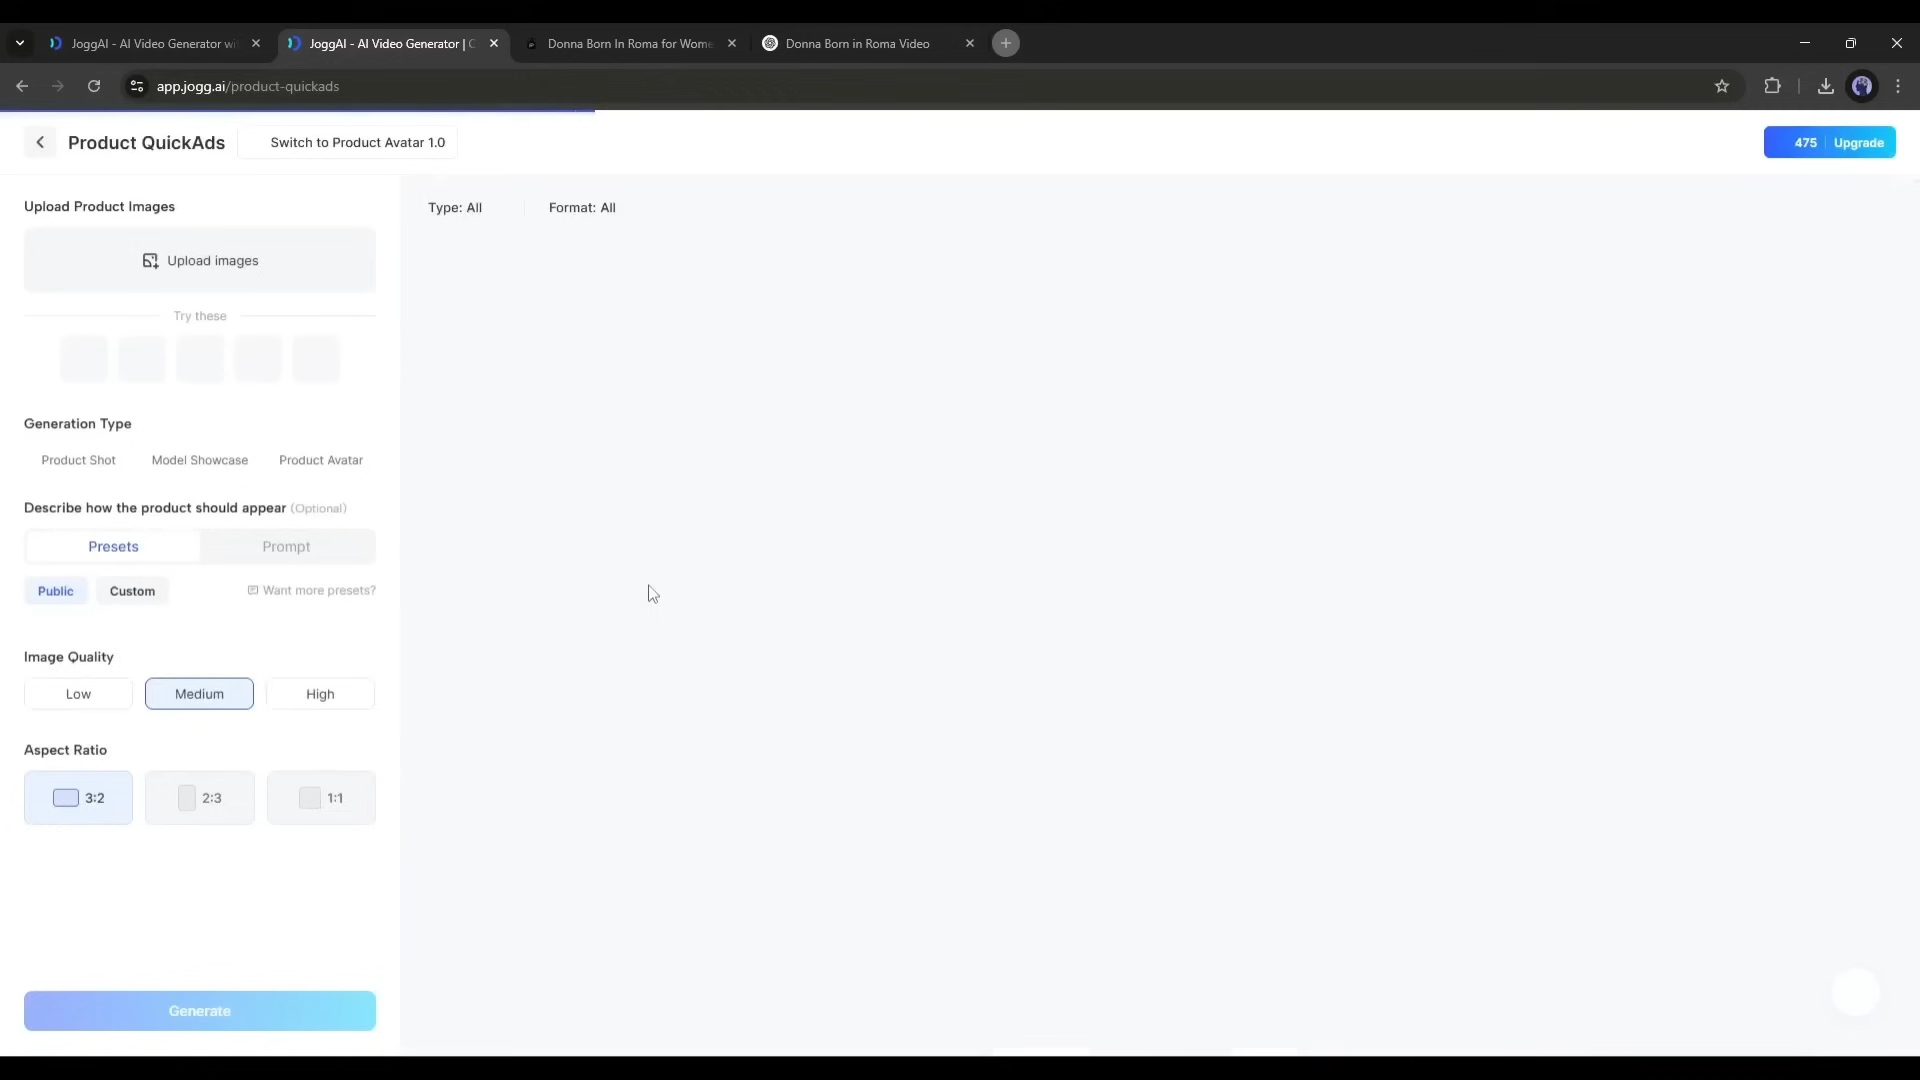 JoggAI - AI Video Generator wi
JoggAI - AI Video Generator | C
Donna Born In Roma for Wome
Donna Born in Roma Video
app.jogg.ai/product-quickads
Product QuickAds
Switch to Product Avatar 1.0
475
Upgrade
Upload Product Images
Upload images
Try these
Generation Type
Product Shot
Model Showcase
Product Avatar
Describe how the product should appear (Optional)
Presets
Prompt
Public
Custom
Want more presets?
Image Quality
Low
Medium
High
Aspect Ratio
3:2
2:3
1:1
Generate
Type: All
Format: All